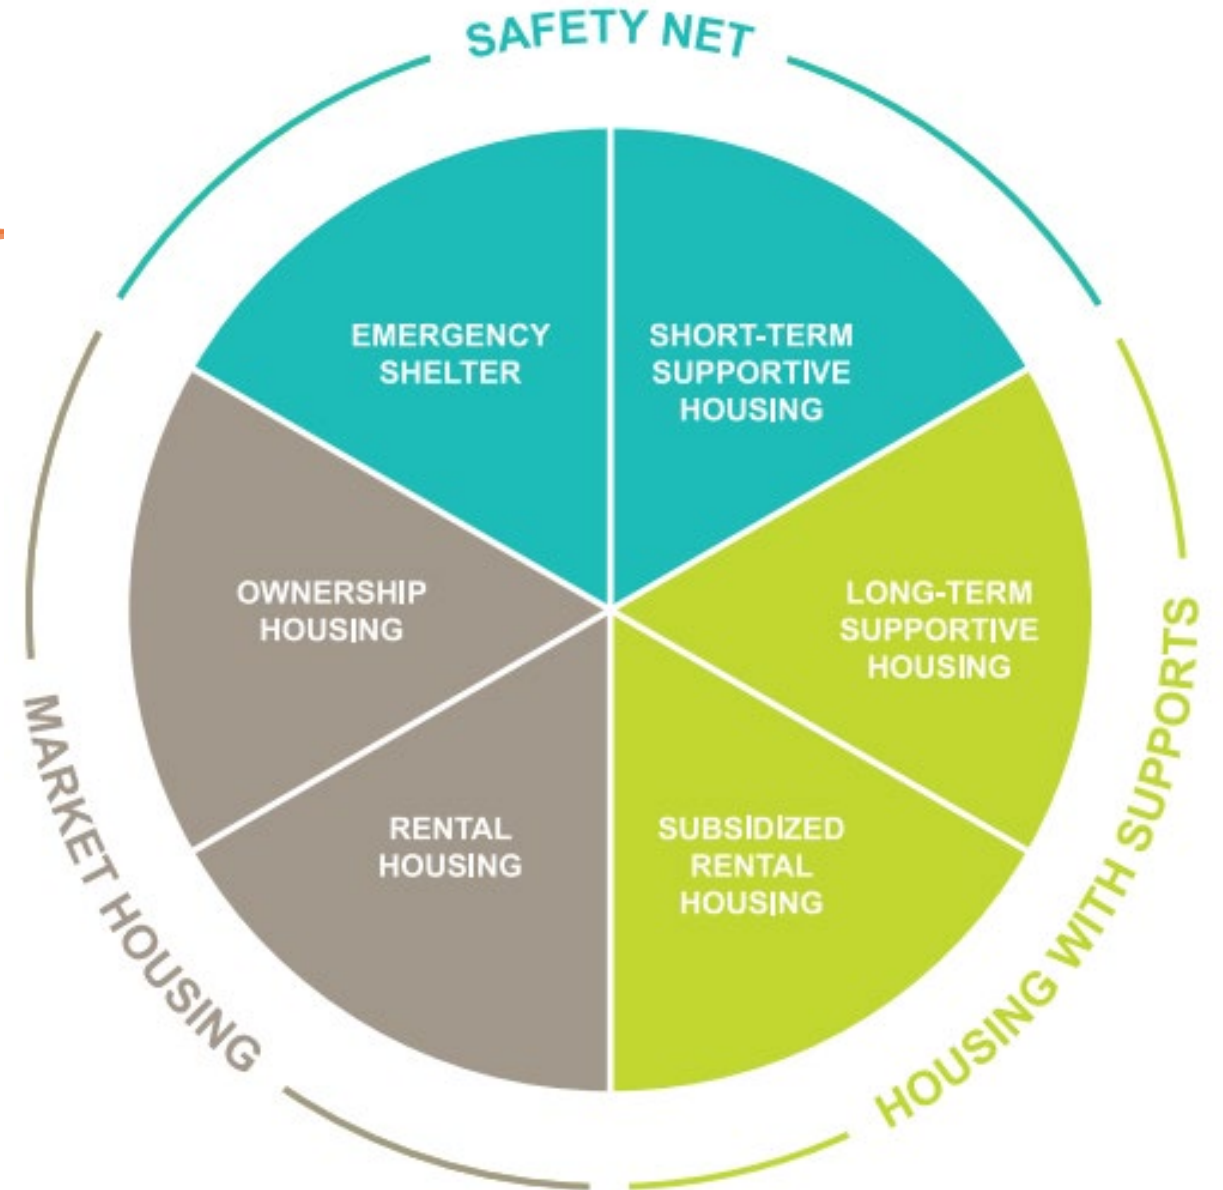 SAFETY NET
EMERGENCY
SHELTER
SHORT-TERM
SUPPORTIVE
HOUSING
OWNERSHIP
HOUSING
LONG-TERM
SUPPORTIVE
HOUSING
RENTAL
HOUSING
SUBSIDIZED
RENTAL
HOUSING
MARKET HOUSING
HOUSING WITH SUPPORTS